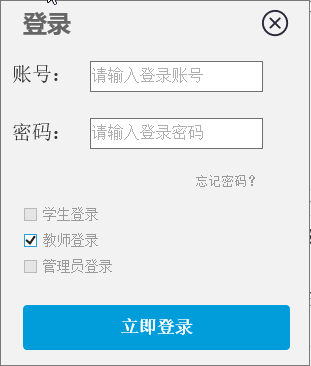 登录
账号： 请输入登录账号
密码： 请输入登录密码
忘记密码？
学生登录
教师登录
管理员登录
立即登录